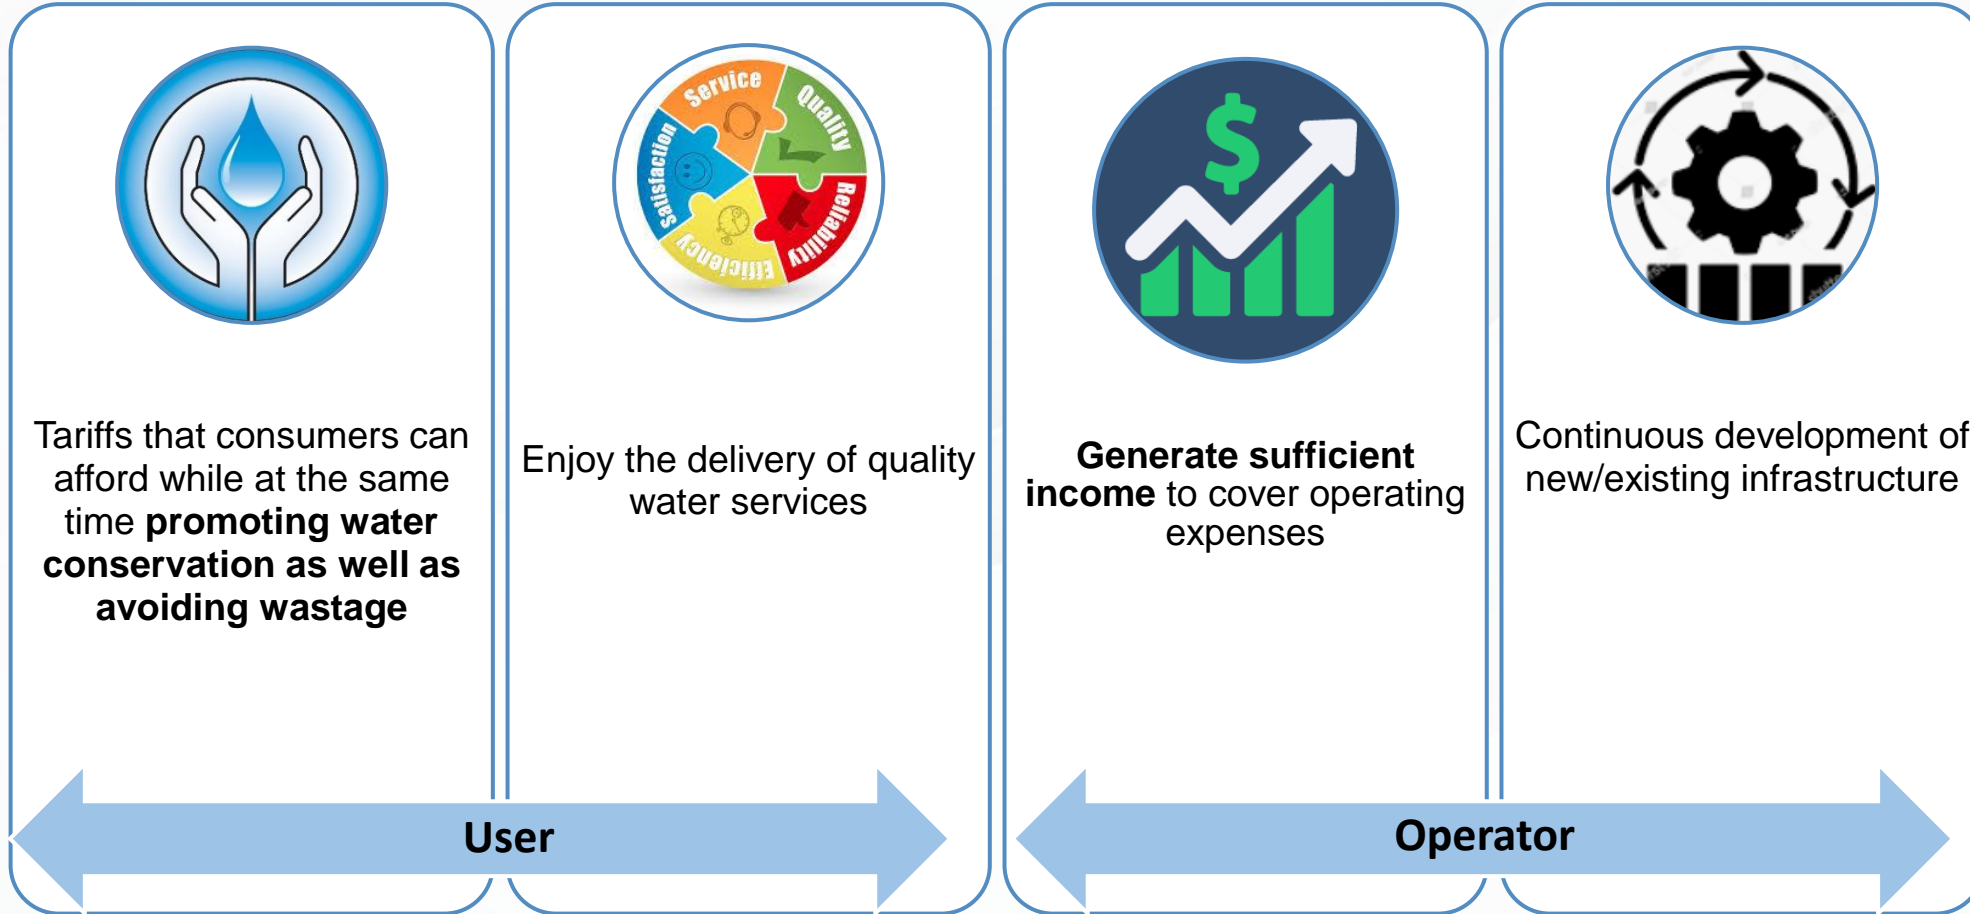 Service
Quality
Satisfaction
Reliability
Efficiency
$
Tariffs that consumers can
afford while at the same
time promoting water
conservation as well as
avoiding wastage
Enjoy the delivery of quality
water services
Generate sufficient
income to cover operating
expenses
Continuous development of
new/existing infrastructure
User
Operator